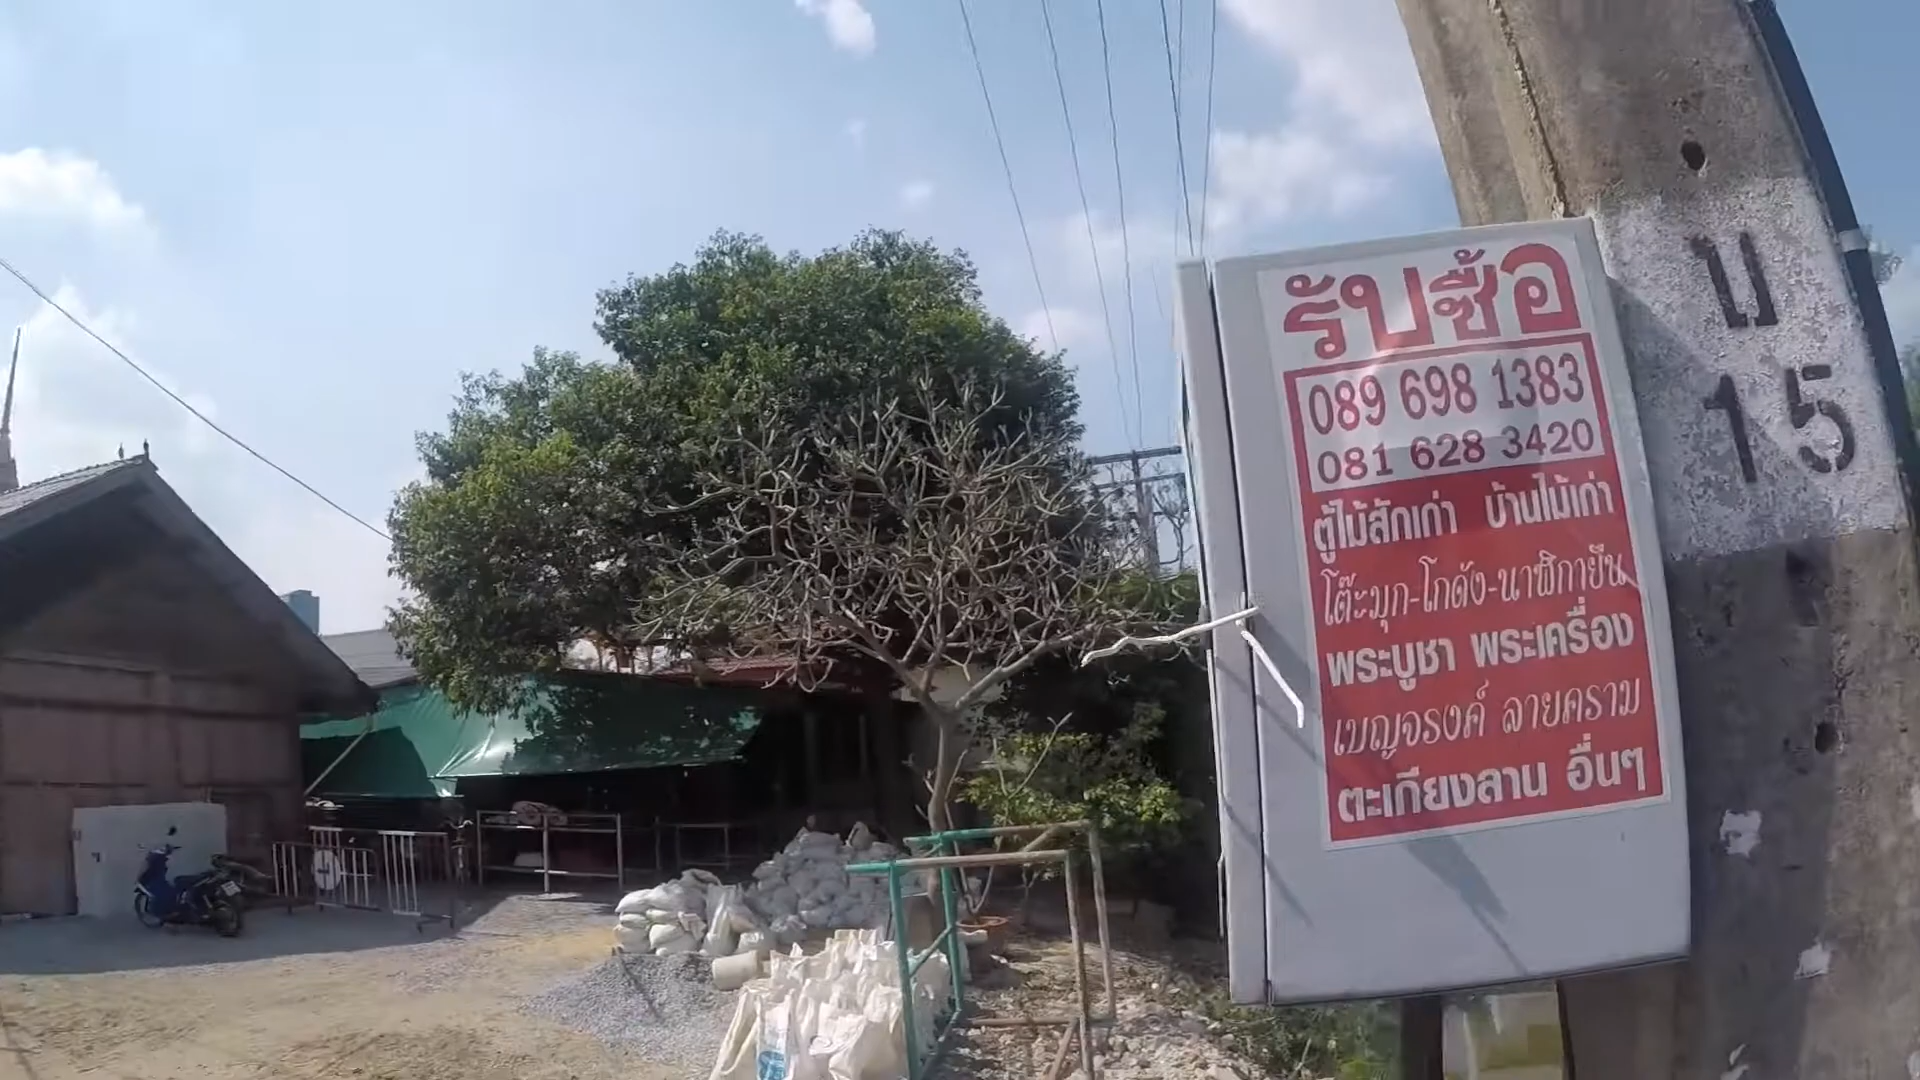 รับซื้อ
089 698 1383
081 628 3420
ตู้ไม้สักเก่า บ้านไม้เก่า
โต๊ะมุก-โกดัง-นาฬิกายืน
พระบูชา พระเครื่อง
เบญจรงค์ ลายคราม
ตะเกียงลาน อื่นๆ
น
15